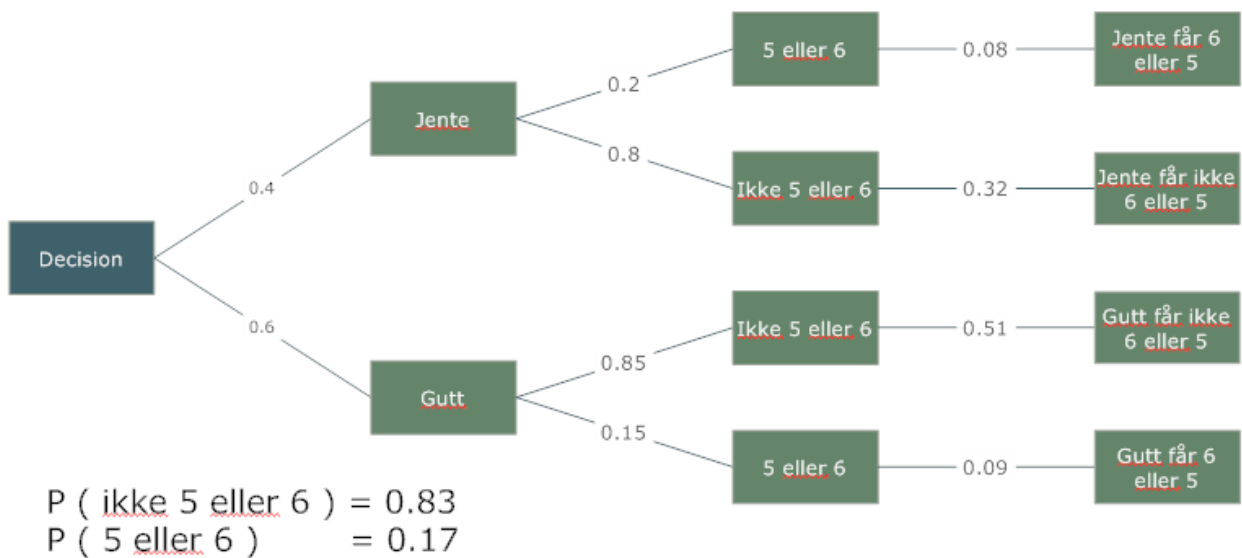 5 eller 6
0.08
Jente får 6
eller 5
0.2
Jente
0.8
Ikke 5 eller 6
0.32
Jente får ikke
6 eller 5
0.4
Decision
0.6
Ikke 5 eller 6
0.51
Gutt får ikke
6 eller 5
0.85
Gutt
0.15
5 eller 6
0.09
Gutt får 6
eller 5
P ( ikke 5 eller 6 ) = 0.83
P ( 5 eller 6 ) = 0.17